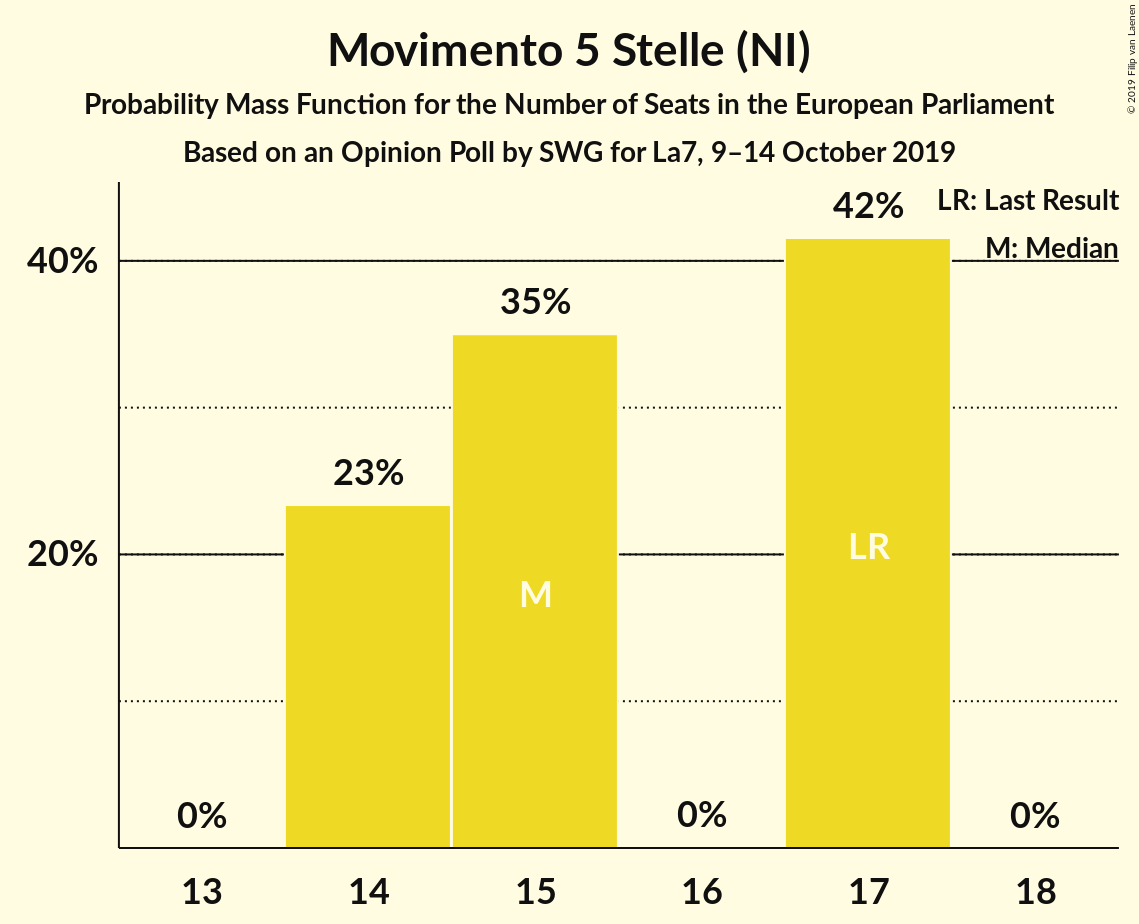 Movimento 5 Stelle (NI)
Probability Mass Function for the Number of Seats in the European Parliament
Based on an Opinion Poll by SWG for La7, 9–14 October 2019
© 2019 Filip van Laenen
LR: Last Result
M: Median
40%
20%
0%
23%
35%
0%
42%
0%
M
LR
13 14 15 16 17 18